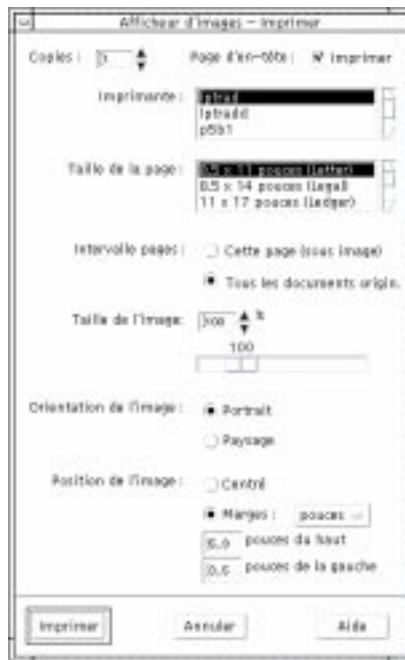 Afficheur d'images – Imprimer
Copies : 1 Page d'en-tête : Imprimer
Imprimante : lptrad
lptradd
p5b1
Taille de la page : 8.5 x 11 pouces (Letter)
8.5 x 14 pouces (Legal)
11 x 17 pouces (Ledger)
Intervalle pages : Cette page (sous image)
Tous les documents origin.
Taille de l'image: 100 %
100
Orientation de l'image : Portrait
Paysage
Position de l'image : Centré
Marges : pouces
pouces du haut
pouces de la gauche
Imprimer Annuler Aide